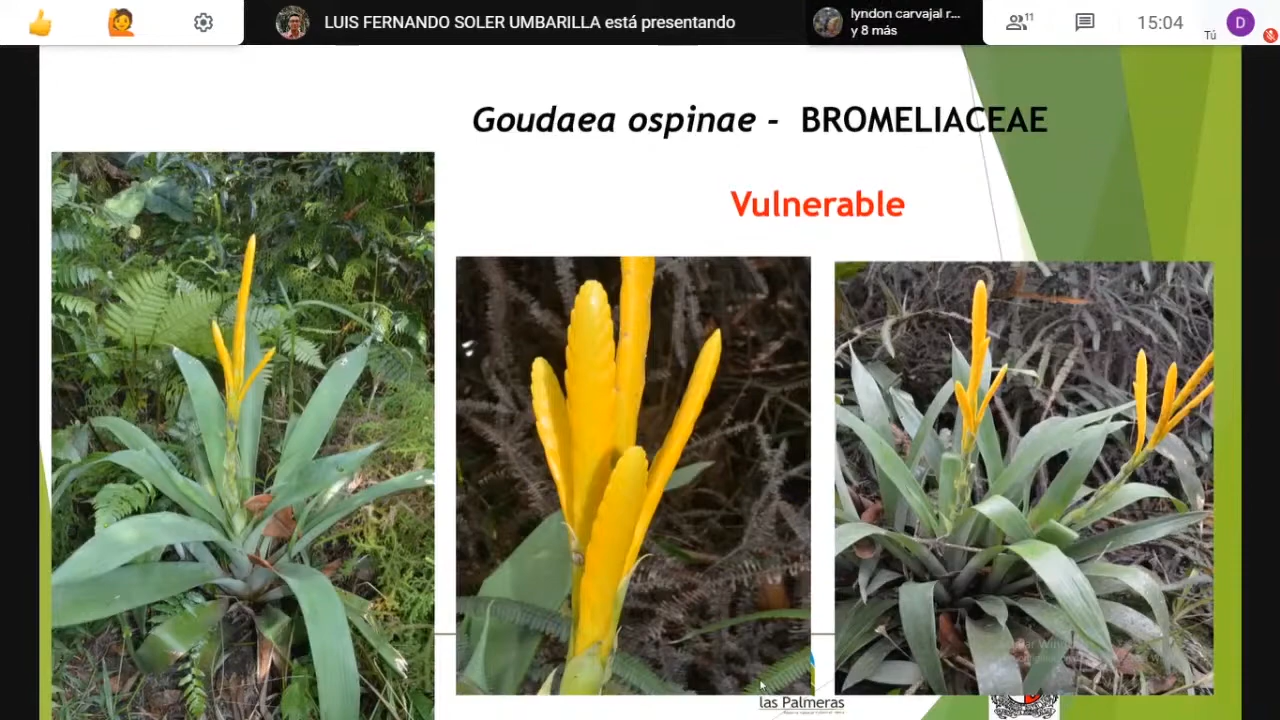 LUIS FERNANDO SOLER UMBARILLA está presentando
lyndon carvajal r...
y 8 más
11
15:04
Tú
D
Goudaea ospinae - BROMELIACEAE
Vulnerable
las Palmeras